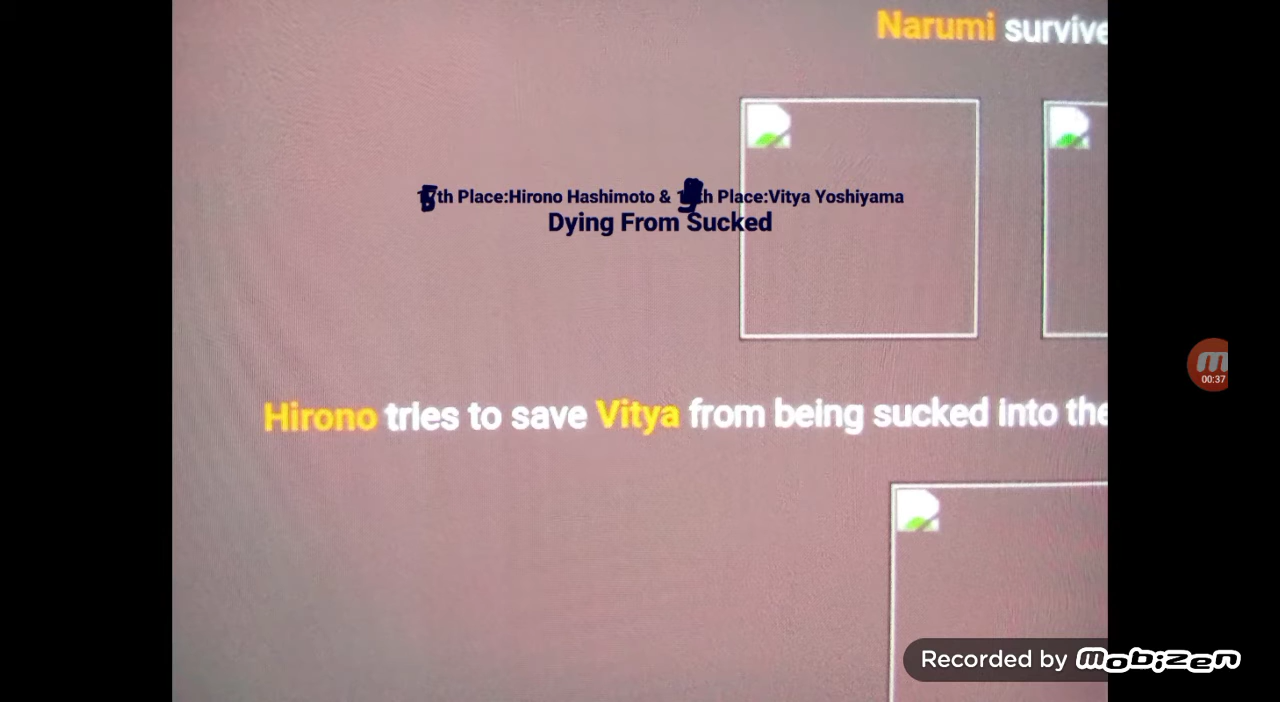 Narumi survive
th Place:Hirono Hashimoto & th Place:Vitya Yoshiyama
Dying From Sucked
Hirono tries to save Vitya from being sucked into the
00:37
Recorded by Mobizen